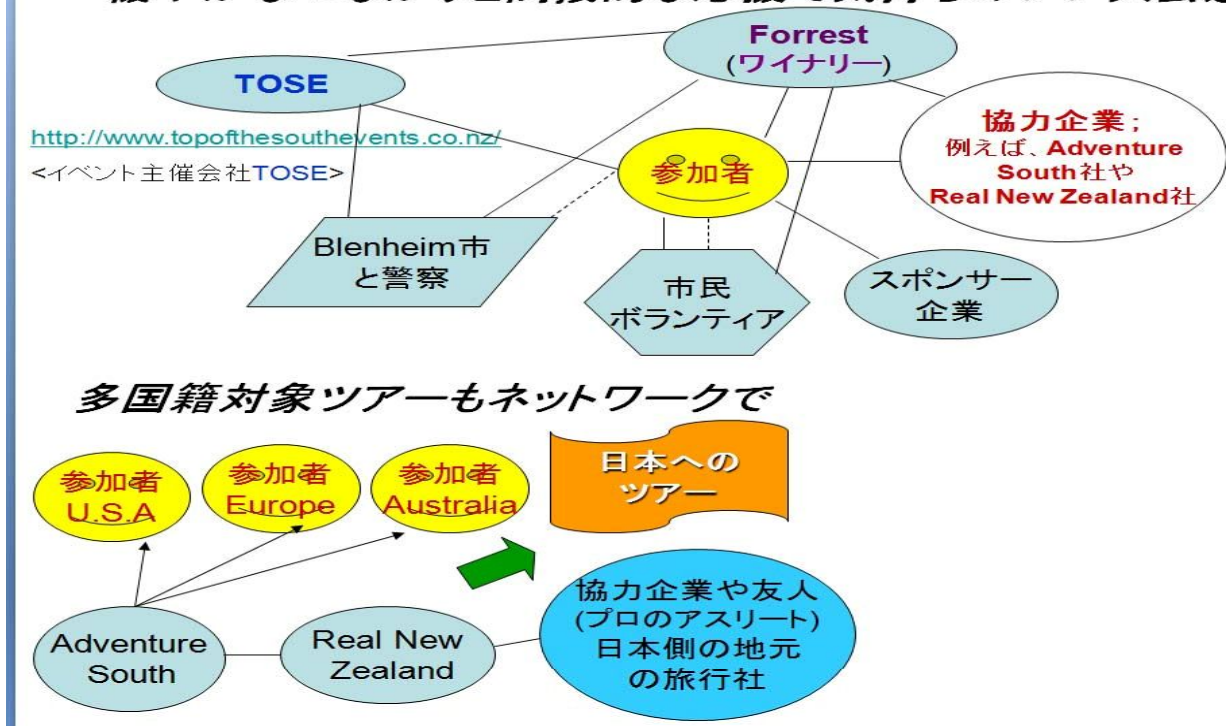 Forrest
(ワイナリー)
TOSE
http://www.topofthesouthevents.co.nz/
<イベント主催会社TOSE>
参加者
協力企業;
例えば、Adventure
South社や
Real New Zealand社
Blenheim市
と警察
市民
ボランティア
スポンサー
企業
多国籍対象ツアーもネットワークで
参加者
U.S.A
参加者
Europe
参加者
Australia
日本への
ツアー
Adventure
South
Real New
Zealand
協力企業や友人
(プロのアスリート)
日本側の地元
の旅行社